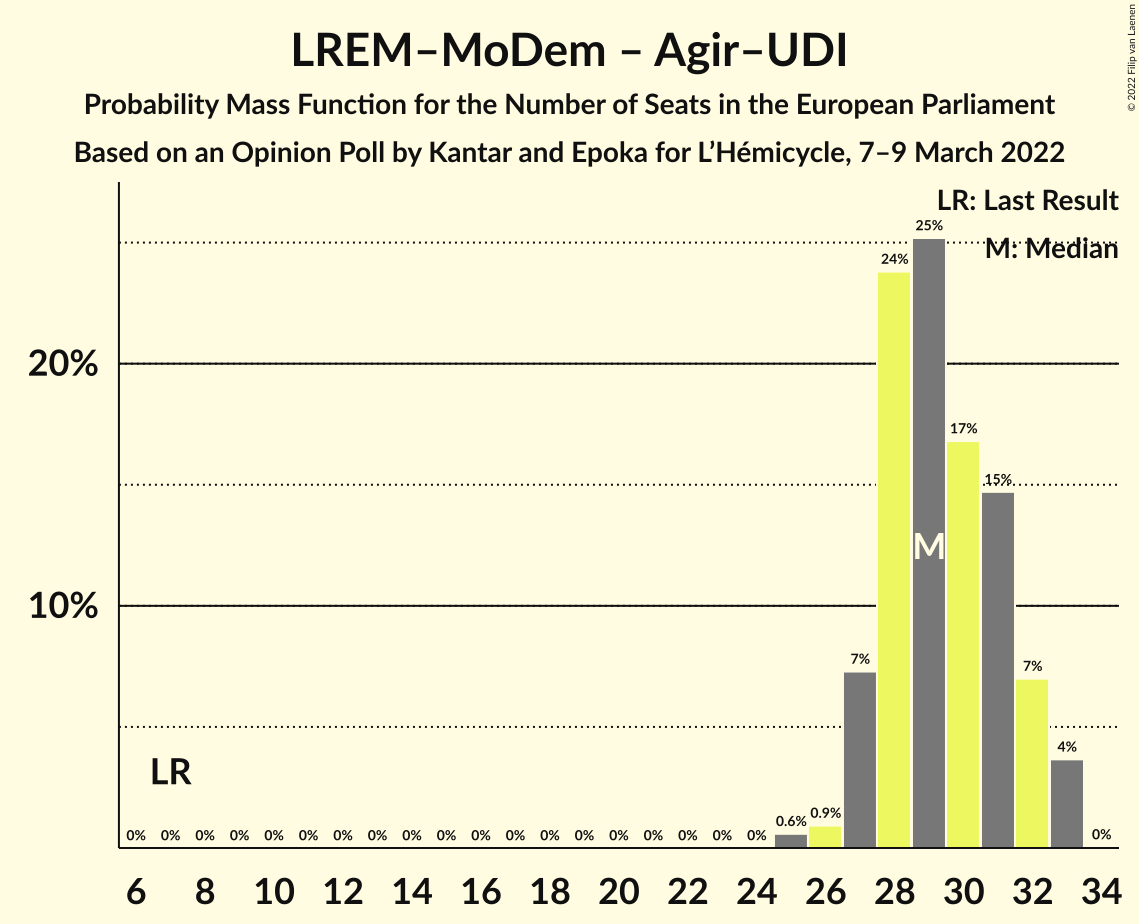 LREM–MoDem – Agir–UDI
Probability Mass Function for the Number of Seats in the European Parliament
Based on an Opinion Poll by Kantar and Epoka for L’Hémicycle, 7–9 March 2022
© 2022 Filip van Laenen
LR: Last Result
M: Median
25%
24%
20%
17%
15%
M
10%
7%
7%
4%
LR
0% 0% 0% 0% 0% 0% 0% 0% 0% 0% 0% 0% 0% 0% 0% 0% 0% 0% 0% 0.6% 0.9% 0%
6 8 10 12 14 16 18 20 22 24 26 28 30 32 34